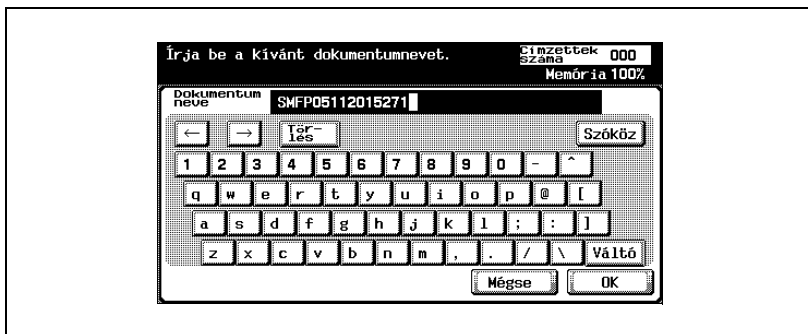 Írja be a kívánt dokumentumnevet.
Címzettek száma 000
Memória 100%
Dokumentum neve SMFP05112015271
← → Tör-lés Szóköz
1 2 3 4 5 6 7 8 9 0 - ^
q w e r t y u i o p @ [
a s d f g h j k l ; : ]
z x c v b n m , . / \ Váltó
Mégse OK